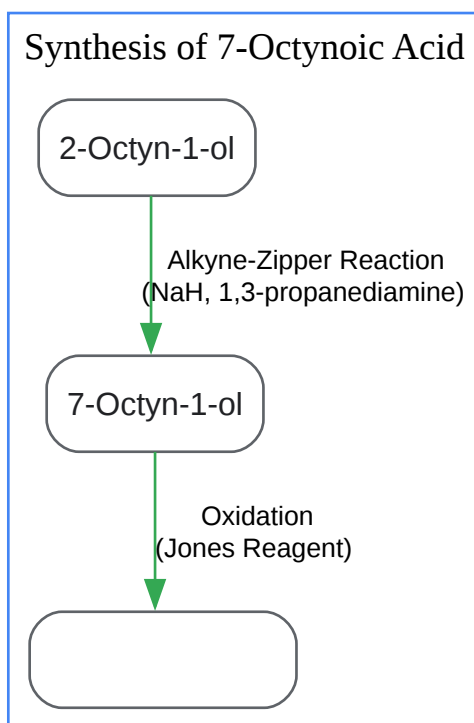 Synthesis of 7-Octynoic Acid
2-Octyn-1-ol
Alkyne-Zipper Reaction
(NaH, 1,3-propanediamine)
7-Octyn-1-ol
Oxidation
(Jones Reagent)